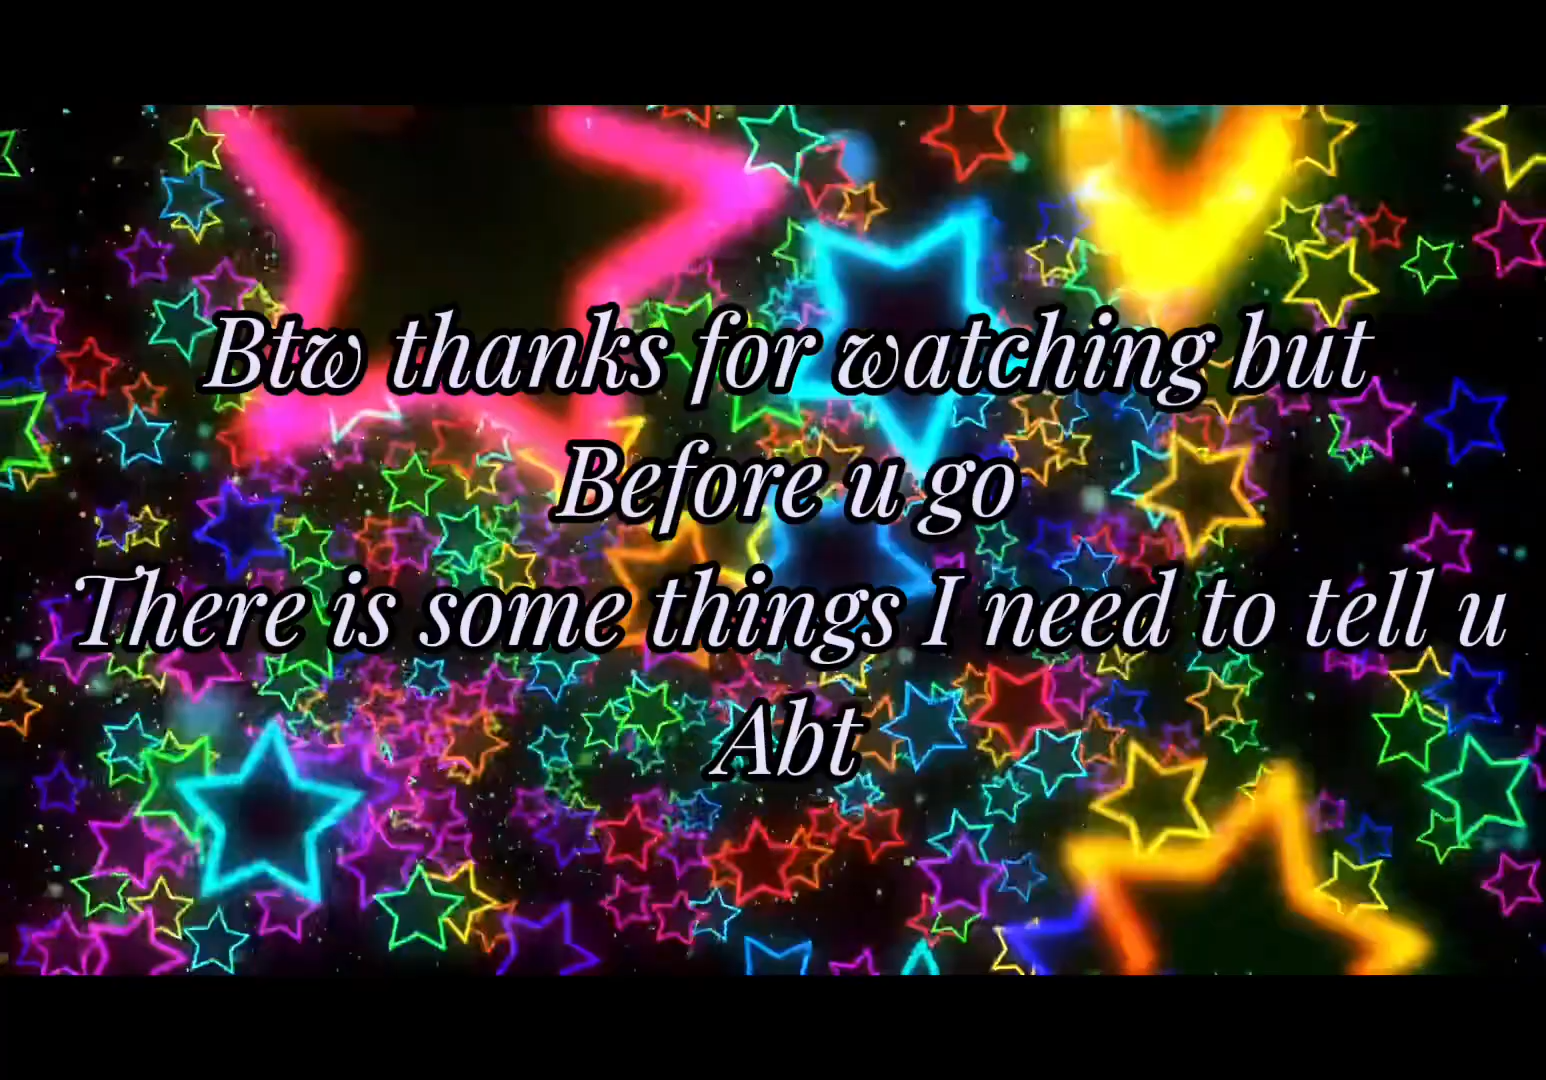 Btw thanks for watching but
Before u go
There is some things I need to tell u
Abt